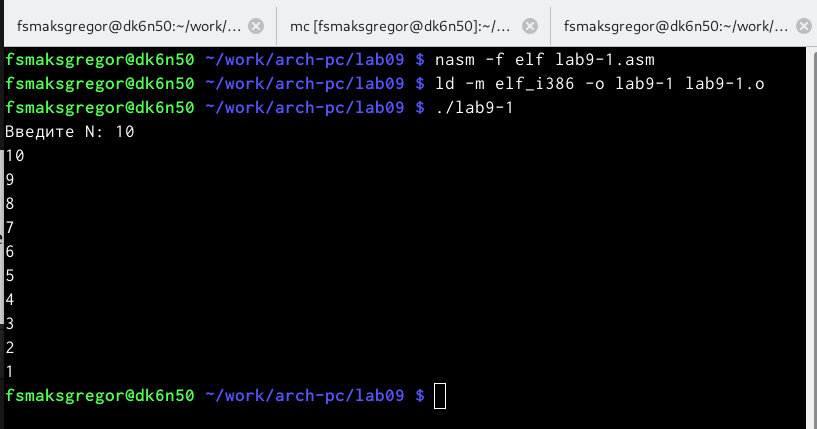 fsmaksgregor@dk6n50:~/work/... mc [fsmaksgregor@dk6n50]:~/... fsmaksgregor@dk6n50:~/work/...
fsmaksgregor@dk6n50 ~/work/arch-pc/lab09 $ nasm -f elf lab9-1.asm
fsmaksgregor@dk6n50 ~/work/arch-pc/lab09 $ ld -m elf_i386 -o lab9-1 lab9-1.o
fsmaksgregor@dk6n50 ~/work/arch-pc/lab09 $ ./lab9-1
Введите N: 10
10
9
8
7
6
5
4
3
2
1
fsmaksgregor@dk6n50 ~/work/arch-pc/lab09 $